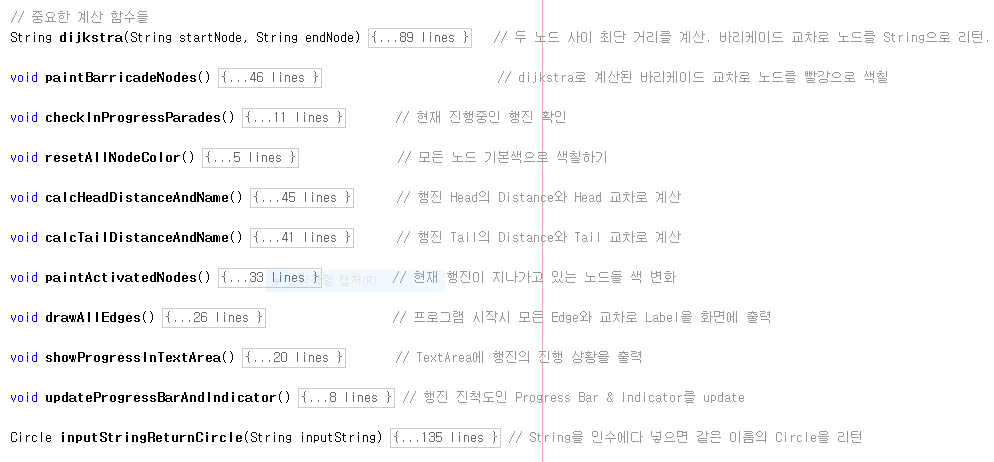 // 중요한 계산 함수들
String dijkstra(String startNode, String endNode) {...89 lines } // 두 노드 사이 최단 거리를 계산. 바리케이드 교차로 노드를 String으로 리턴.
void paintBarricadeNodes() {...46 lines } // dijkstra로 계산된 바리케이드 교차로 노드를 빨강으로 색칠
void checkInProgressParades() {...11 lines } // 현재 진행중인 행진 확인
void resetAllNodeColor() {...5 lines } // 모든 노드 기본색으로 색칠하기
void calcHeadDistanceAndName() {...45 lines } // 행진 Head의 Distance와 Head 교차로 계산
void calcTailDistanceAndName() {...41 lines } // 행진 Tail의 Distance와 Tail 교차로 계산
void paintActivatedNodes() {...33 lines } 캡처(R) // 현재 행진이 지나가고 있는 노드들 색 변화
void drawAllEdges() {...26 lines } // 프로그램 시작시 모든 Edge와 교차로 Label을 화면에 출력
void showProgressInTextArea() {...20 lines } // TextArea에 행진의 진행 상황을 출력
void updateProgressBarAndIndicator() {...8 lines } // 행진 진척도인 Progress Bar & Indicator를 update
Circle inputStringReturnCircle(String inputString) {...135 lines } // String을 인수에다 넣으면 같은 이름의 Circle을 리턴